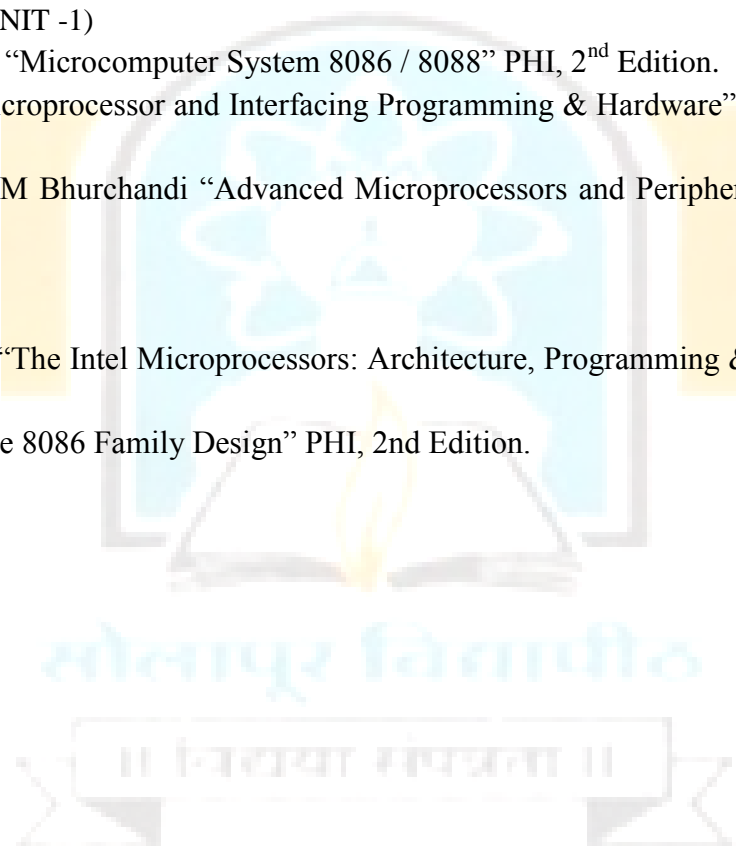 NIT -1)
“Microcomputer System 8086 / 8088” PHI, 2nd Edition.
croprocessor and Interfacing Programming & Hardware”
M Bhurchandi “Advanced Microprocessors and Peripher
“The Intel Microprocessors: Architecture, Programming &
e 8086 Family Design” PHI, 2nd Edition.
सोलापूर विद्यापीठ
॥ विद्यया संपन्नता ॥